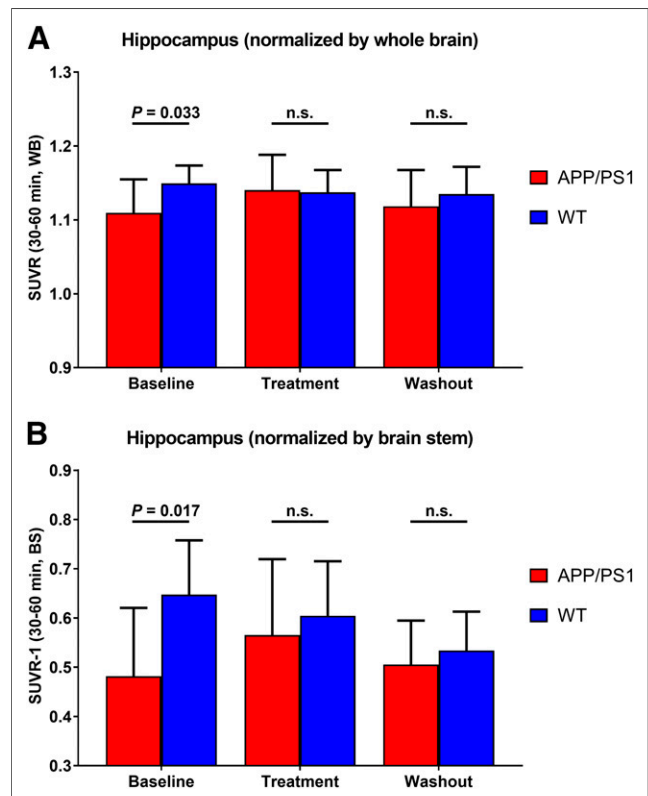 A
Hippocampus (normalized by whole brain)
SUVR (30-60 min, WB)
1.3
1.2
1.1
1.0
0.9
P = 0.033
n.s.
n.s.
APP/PS1
WT
Baseline
Treatment
Washout
B
Hippocampus (normalized by brain stem)
SUVR-1 (30-60 min, BS)
0.9
0.8
0.7
0.6
0.5
0.4
0.3
P = 0.017
n.s.
n.s.
APP/PS1
WT
Baseline
Treatment
Washout